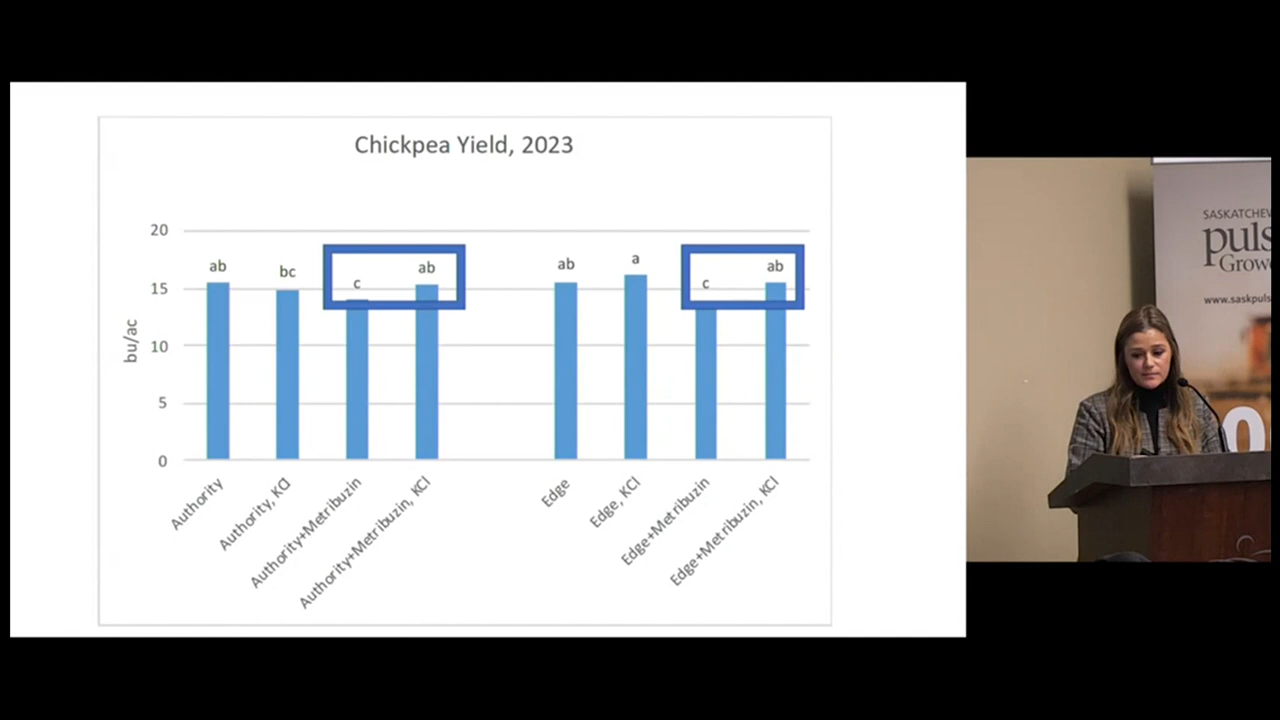 Chickpea Yield, 2023
bu/ac
20
15
10
5
0
ab
bc
c
ab
ab
a
c
ab
Authority
Authority, KCl
Authority+Metribuzin
Authority+Metribuzin, KCl
Edge
Edge, KCl
Edge+Metribuzin
Edge+Metribuzin, KCl
SASKATCHEW
puls
Growe
www.saskpuls
0